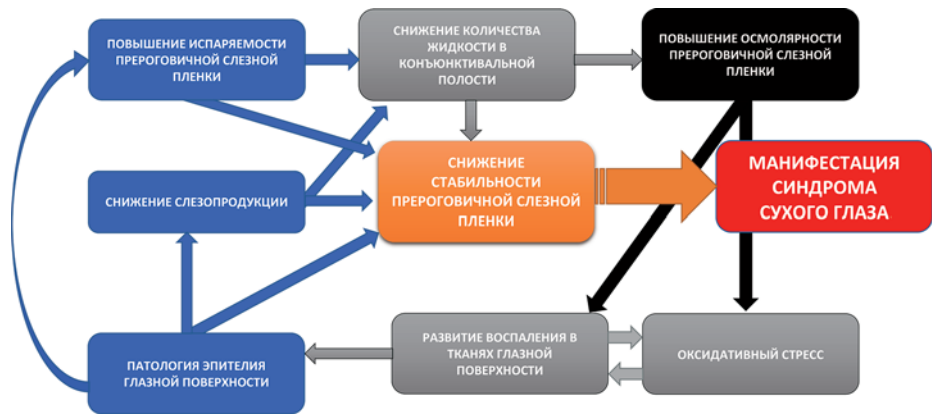 ПОВЫШЕНИЕ ИСПАРЯЕМОСТИ
ПРЕРОГОВИЧНОЙ СЛЕЗНОЙ
ПЛЕНКИ
СНИЖЕНИЕ КОЛИЧЕСТВА
ЖИДКОСТИ В
КОНЪЮНКТИВАЛЬНОЙ
ПОЛОСТИ
ПОВЫШЕНИЕ ОСМОЛЯРНОСТИ
ПРЕРОГОВИЧНОЙ СЛЕЗНОЙ
ПЛЕНКИ
СНИЖЕНИЕ СЛЕЗОПРОДУКЦИИ
СНИЖЕНИЕ
СТАБИЛЬНОСТИ
ПРЕРОГОВИЧНОЙ СЛЕЗНОЙ
ПЛЕНКИ
МАНИФЕСТАЦИЯ
СИНДРОМА
СУХОГО ГЛАЗА
ПАТОЛОГИЯ ЭПИТЕЛИЯ
ГЛАЗНОЙ ПОВЕРХНОСТИ
РАЗВИТИЕ ВОСПАЛЕНИЯ В
ТКАНЯХ ГЛАЗНОЙ
ПОВЕРХНОСТИ
ОКСИДАТИВНЫЙ СТРЕСС